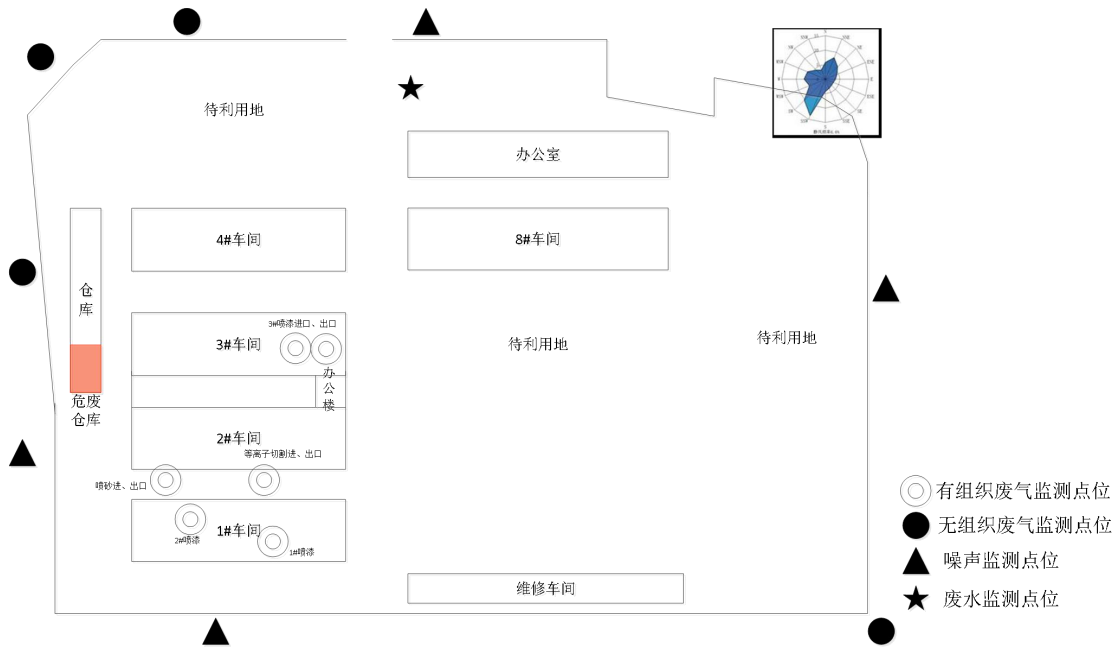 待利用地
办公室
4#车间
8#车间
仓
库
3#喷漆进口、出口
3#车间
待利用地
待利用地
办
公
楼
危废
仓库
2#车间
等离子切割进、出口
喷砂进、出口
1#车间
2#喷漆
1#喷漆
维修车间
有组织废气监测点位
无组织废气监测点位
噪声监测点位
废水监测点位